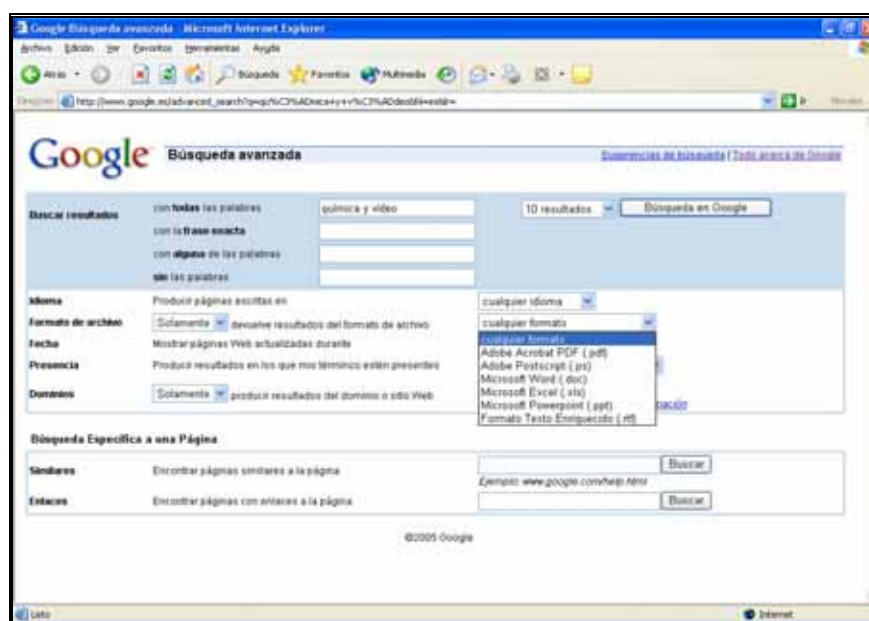 Google Búsqueda avanzada - Microsoft Internet Explorer
Archivo Edición Ver Favoritos Herramientas Ayuda
Atrás Búsqueda Favoritos Multimedia
Google Búsqueda avanzada Sugerencias de búsqueda | Todo acerca de Google
Buscar resultados con todas las palabras química y vídeo 10 resultados Búsqueda en Google
con la frase exacta
con alguna de las palabras
sin las palabras
Idioma Producir páginas escritas en cualquier idioma
Formato de archivo Solamente devuelve resultados del formato de archivo cualquier formato
cualquier formato
Fecha Mostrar páginas Web actualizadas durante
Adobe Acrobat PDF (.pdf)
Adobe Postscript (.ps)
Presencia Producir resultados en los que mis términos estén presentes
Microsoft Word (.doc)
Microsoft Excel (.xls)
Dominios Solamente producir resultados del dominio o sitio Web
Microsoft Powerpoint (.ppt)
Formato Texto Enriquecido (.rtf)
Búsqueda Específica a una Página
Similares Encontrar páginas similares a la página Buscar
Ejemplo: www.google.com/help.html
Enlaces Encontrar páginas con enlaces a la página Buscar
©2005 Google
Listo Internet